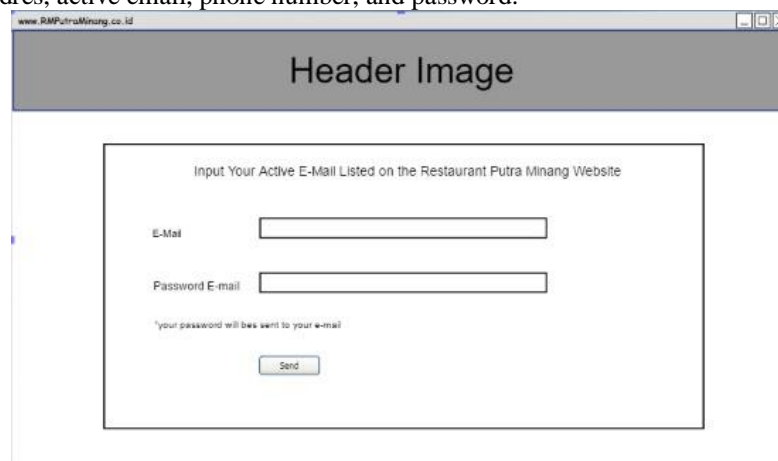 dres, active email, phone number, and password.
www.RMPutraMinang.co.id
Header Image
Input Your Active E-Mail Listed on the Restaurant Putra Minang Website
E-Mail
Password E-mail
*your password will bes sent to your e-mail
Send